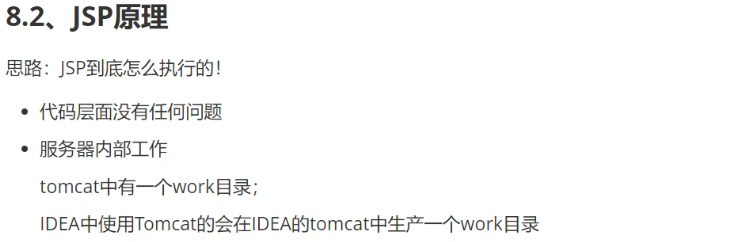 8.2、JSP原理
思路：JSP到底怎么执行的！
代码层面没有任何问题
服务器内部工作
tomcat中有一个work目录；
IDEA中使用Tomcat的会在IDEA的tomcat中生产一个work目录